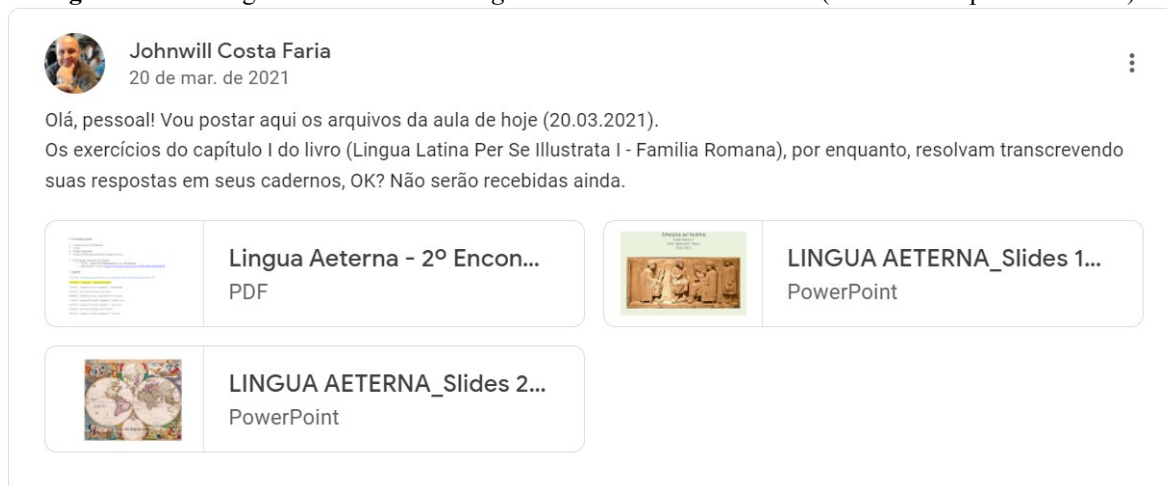 Johnwill Costa Faria
20 de mar. de 2021
Olá, pessoal! Vou postar aqui os arquivos da aula de hoje (20.03.2021).
Os exercícios do capítulo I do livro (Lingua Latina Per Se Illustrata I - Familia Romana), por enquanto, resolvam transcrevendo
suas respostas em seus cadernos, OK? Não serão recebidas ainda.
Lingua Aeterna - 2º Encon...
PDF
LINGUA AETERNA_Slides 1...
PowerPoint
LINGUA AETERNA_Slides 2...
PowerPoint